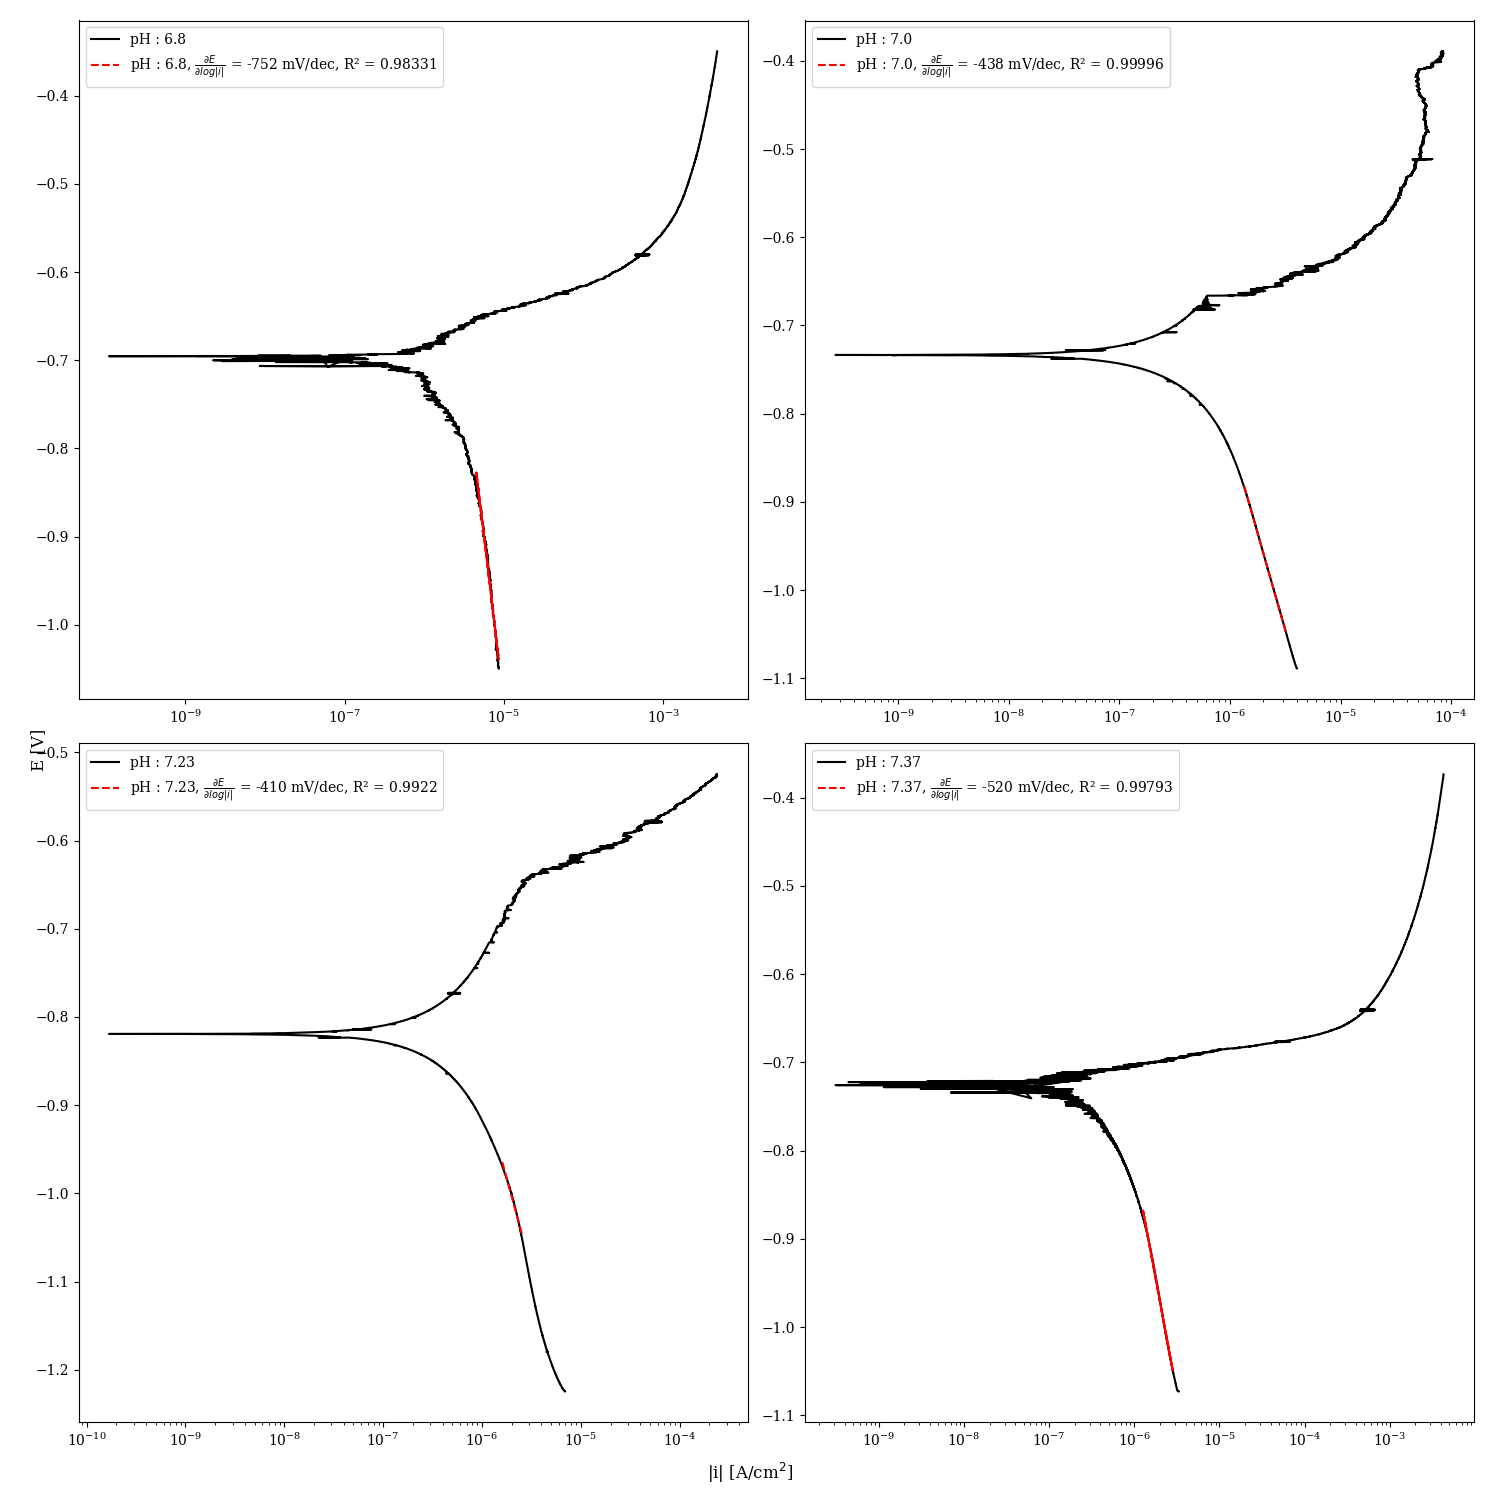 pH : 6.8
pH : 6.8, ∂E/∂log|i| = -752 mV/dec, R² = 0.98331
−0.4
−0.5
−0.6
−0.7
−0.8
−0.9
−1.0
10⁻⁹ 10⁻⁷ 10⁻⁵ 10⁻³
pH : 7.0
pH : 7.0, ∂E/∂log|i| = -438 mV/dec, R² = 0.99996
−0.4
−0.5
−0.6
−0.7
−0.8
−0.9
−1.0
−1.1
10⁻⁹ 10⁻⁸ 10⁻⁷ 10⁻⁶ 10⁻⁵ 10⁻⁴
E [V]
pH : 7.23
pH : 7.23, ∂E/∂log|i| = -410 mV/dec, R² = 0.9922
−0.5
−0.6
−0.7
−0.8
−0.9
−1.0
−1.1
−1.2
10⁻¹⁰ 10⁻⁹ 10⁻⁸ 10⁻⁷ 10⁻⁶ 10⁻⁵ 10⁻⁴
pH : 7.37
pH : 7.37, ∂E/∂log|i| = -520 mV/dec, R² = 0.99793
−0.4
−0.5
−0.6
−0.7
−0.8
−0.9
−1.0
−1.1
10⁻⁹ 10⁻⁸ 10⁻⁷ 10⁻⁶ 10⁻⁵ 10⁻⁴ 10⁻³
|i| [A/cm²]